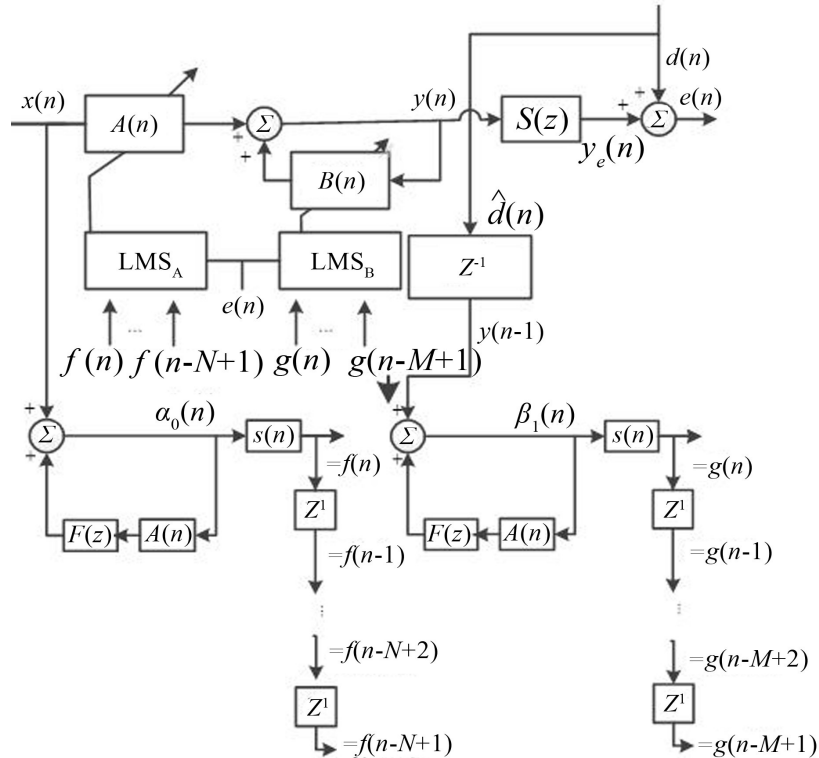 d(n)
x(n)
A(n)
Σ
y(n)
S(z)
Σ
e(n)
+
+
+
+
y_e(n)
B(n)
d̂(n)
LMS_A
LMS_B
Z^-1
e(n)
...
...
y(n-1)
f(n)
f(n-N+1)
g(n)
g(n-M+1)
+
Σ
+
α_0(n)
s(n)
+
Σ
+
β_1(n)
s(n)
=f(n)
=g(n)
F(z)
A(n)
Z^1
F(z)
A(n)
Z^1
=f(n-1)
=g(n-1)
...
...
=f(n-N+2)
=g(n-M+2)
Z^1
Z^1
=f(n-N+1)
=g(n-M+1)